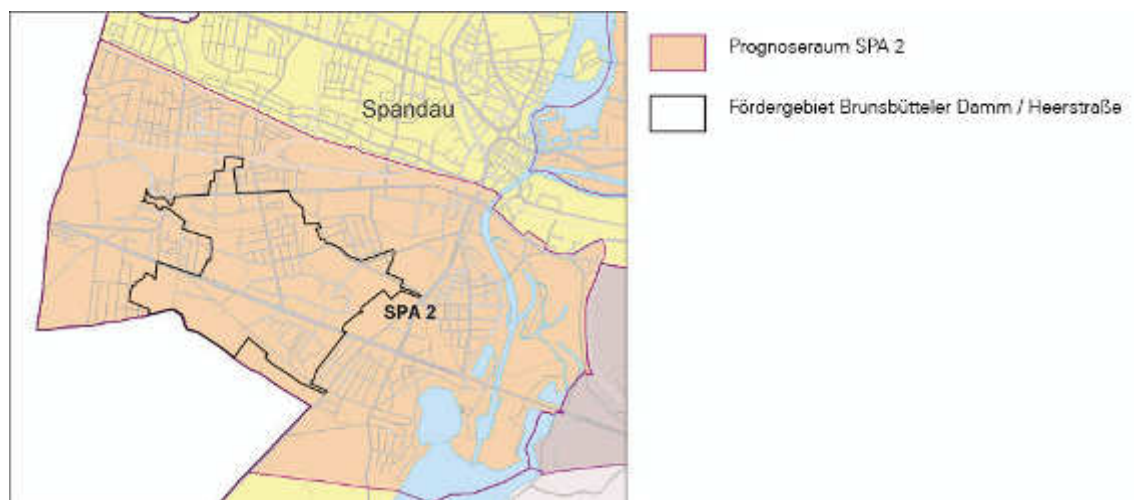 Spandau
SPA 2
Prognoseraum SPA 2
Fördergebiet Brunsbütteler Damm / Heerstraße